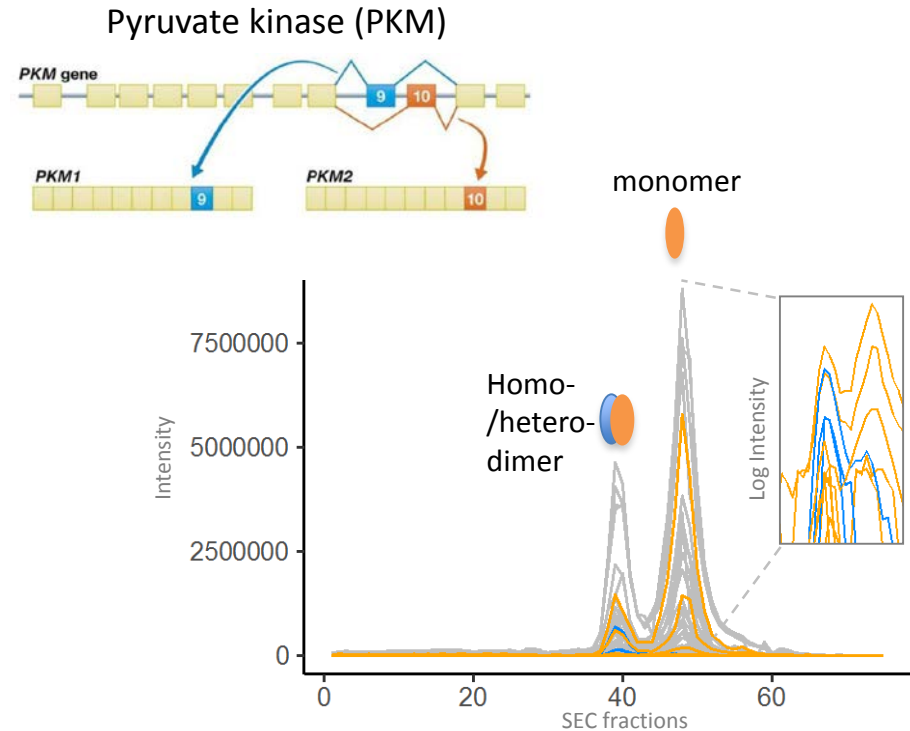 Pyruvate kinase (PKM)
PKM gene
9
10
PKM1
PKM2
9
10
monomer
7500000
5000000
2500000
0
Intensity
Homo-
/hetero-
dimer
Log Intensity
0
20
40
60
SEC fractions